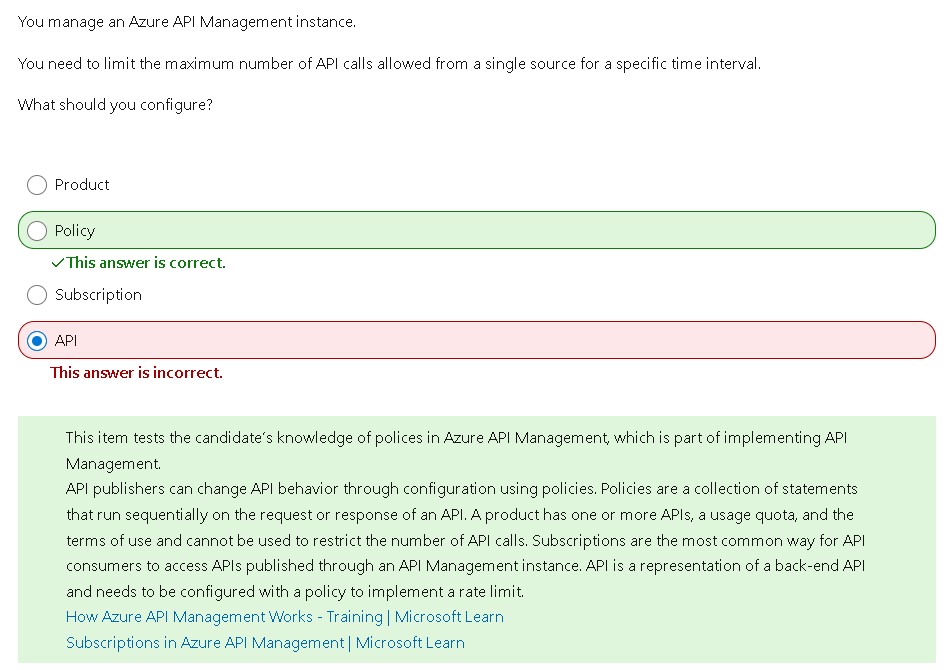 You manage an Azure API Management instance.
You need to limit the maximum number of API calls allowed from a single source for a specific time interval.
What should you configure?
Product
Policy
✓This answer is correct.
Subscription
API
This answer is incorrect.
This item tests the candidate's knowledge of polices in Azure API Management, which is part of implementing API
Management.
API publishers can change API behavior through configuration using policies. Policies are a collection of statements
that run sequentially on the request or response of an API. A product has one or more APIs, a usage quota, and the
terms of use and cannot be used to restrict the number of API calls. Subscriptions are the most common way for API
consumers to access APIs published through an API Management instance. API is a representation of a back-end API
and needs to be configured with a policy to implement a rate limit.
How Azure API Management Works - Training | Microsoft Learn
Subscriptions in Azure API Management | Microsoft Learn